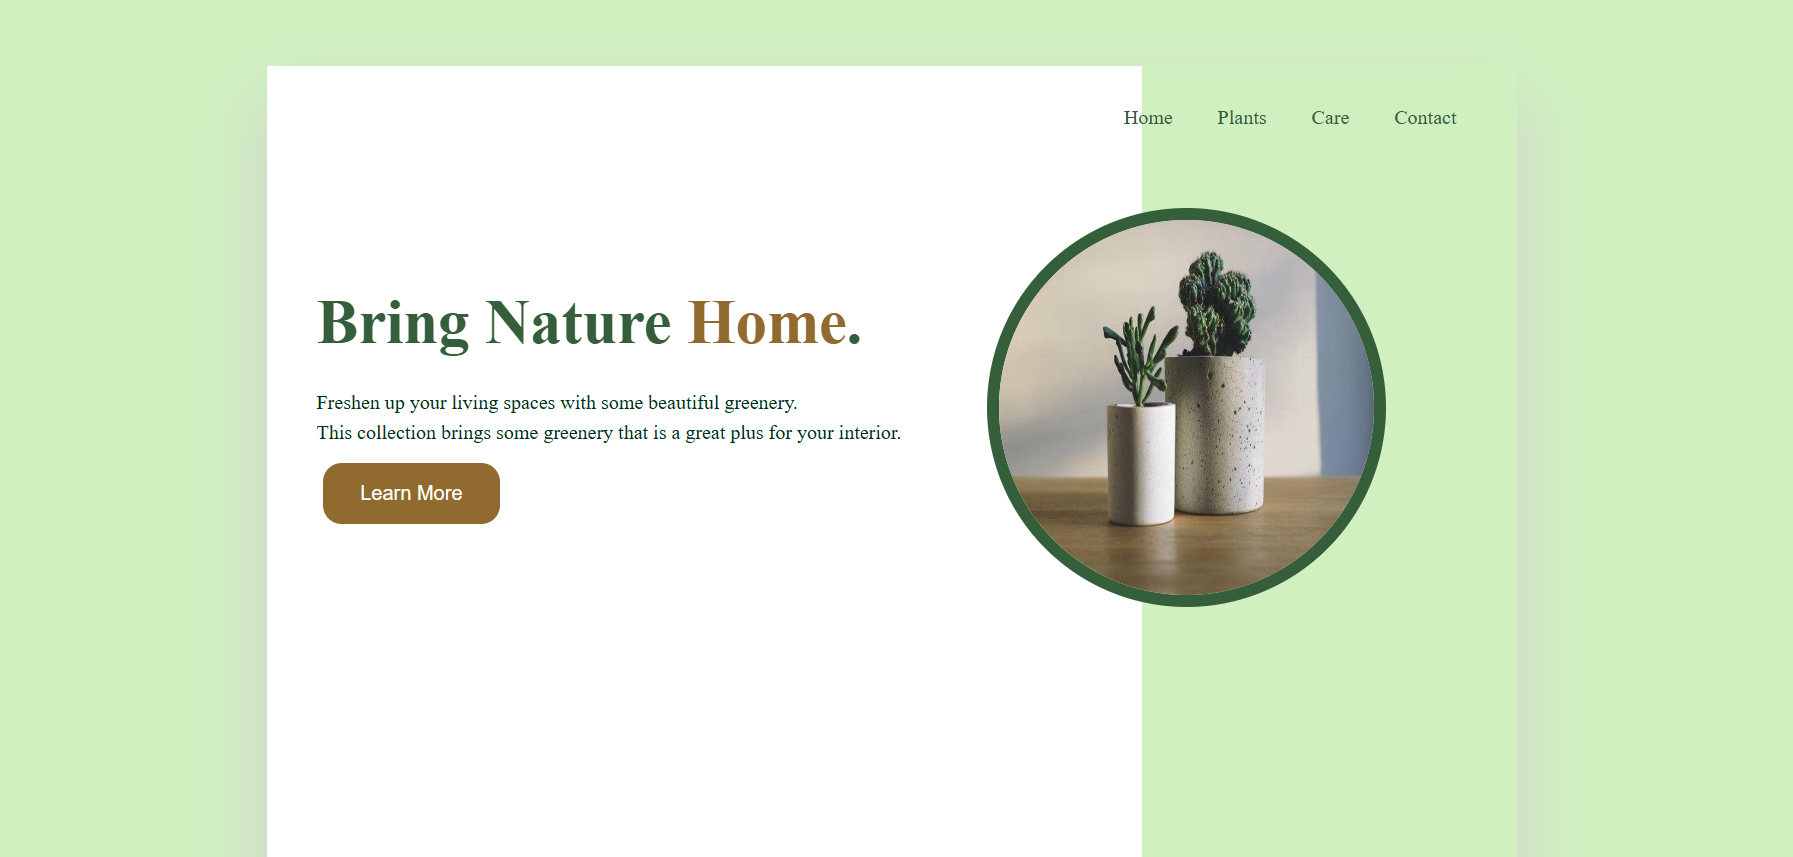 Home Plants Care Contact
Bring Nature Home.
Freshen up your living spaces with some beautiful greenery.
This collection brings some greenery that is a great plus for your interior.
Learn More